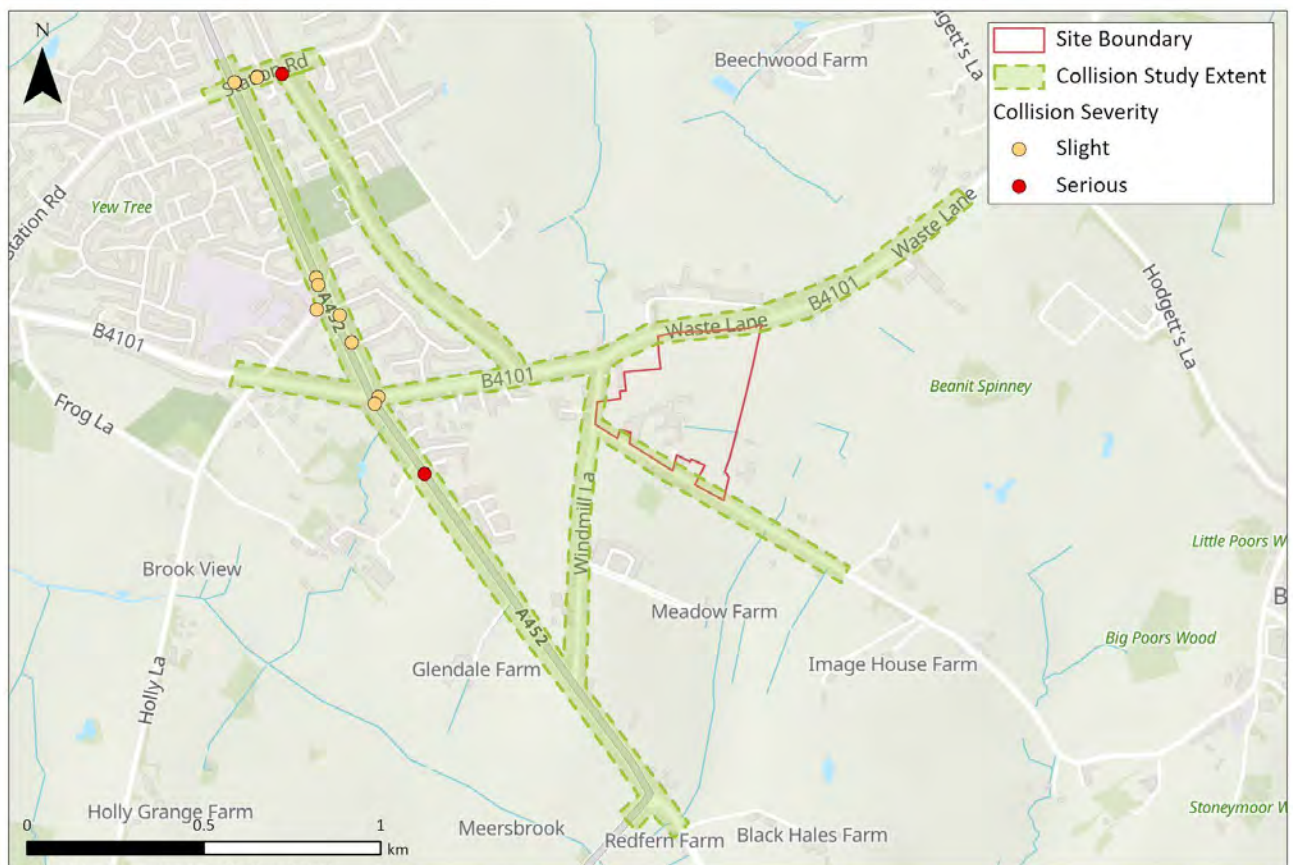 N
Station Rd
Beechwood Farm
dgett's La
Site Boundary
Collision Study Extent
Collision Severity
Slight
Serious
Yew Tree
Station Rd
Waste Lane
Hodgett's La
A452
B4101
Waste Lane
B4101
B4101
Beanit Spinney
Frog La
Windmill La
Little Poors W
Brook View
B
Meadow Farm
A452
Big Poors Wood
Glendale Farm
Image House Farm
Holly La
Holly Grange Farm
Meersbrook
Redfern Farm
Black Hales Farm
Stoneymoor W
0
0.5
1
km